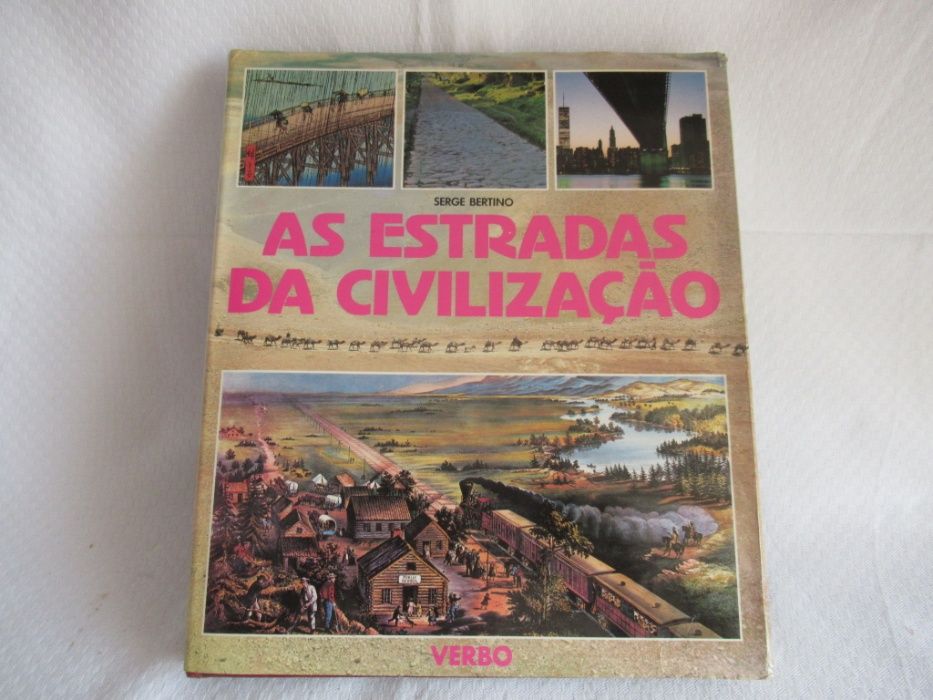 SERGE BERTINO
AS ESTRADAS
DA CIVILIZAÇÃO
VERBO